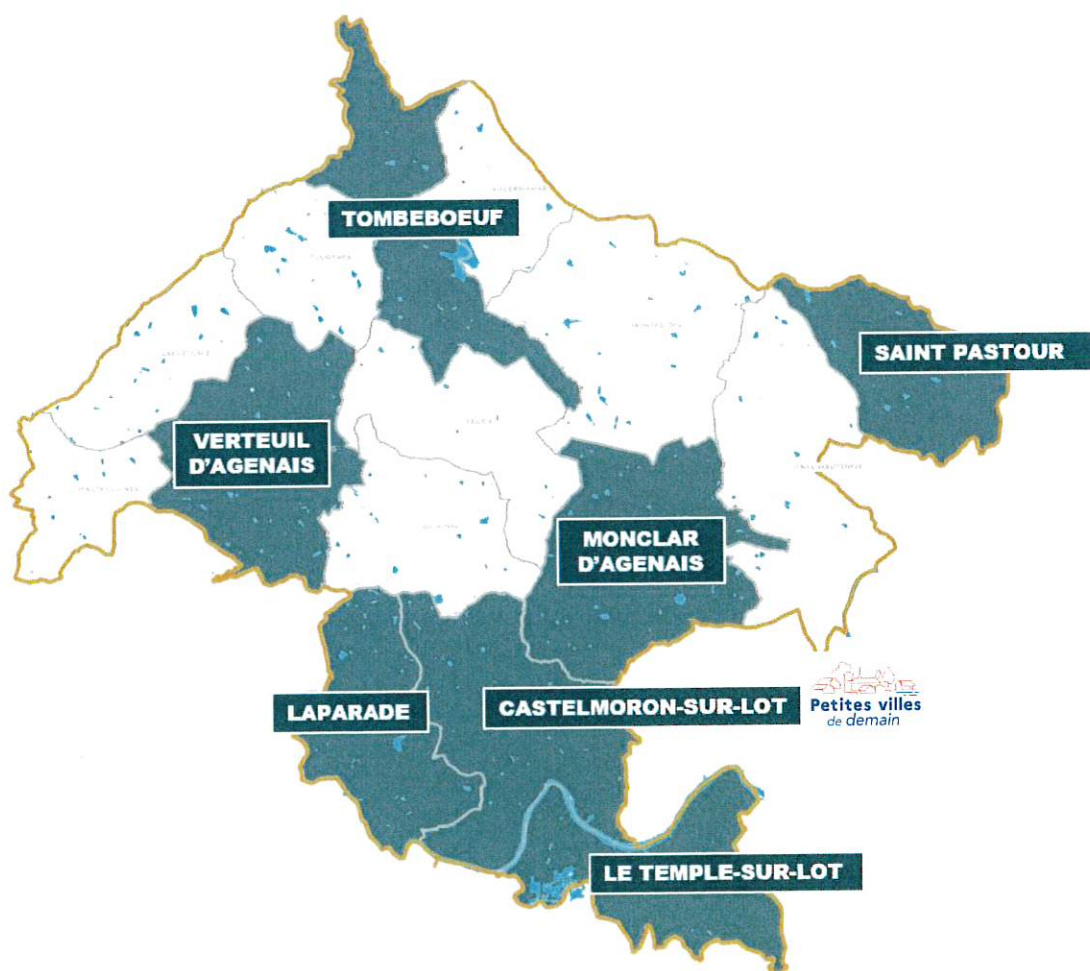 TOMBEBOEUF
SAINT PASTOUR
VERTEUIL
D'AGENAIS
MONCLAR
D'AGENAIS
LAPARADE
CASTELMORON-SUR-LOT
Petites villes
de demain
LE TEMPLE-SUR-LOT